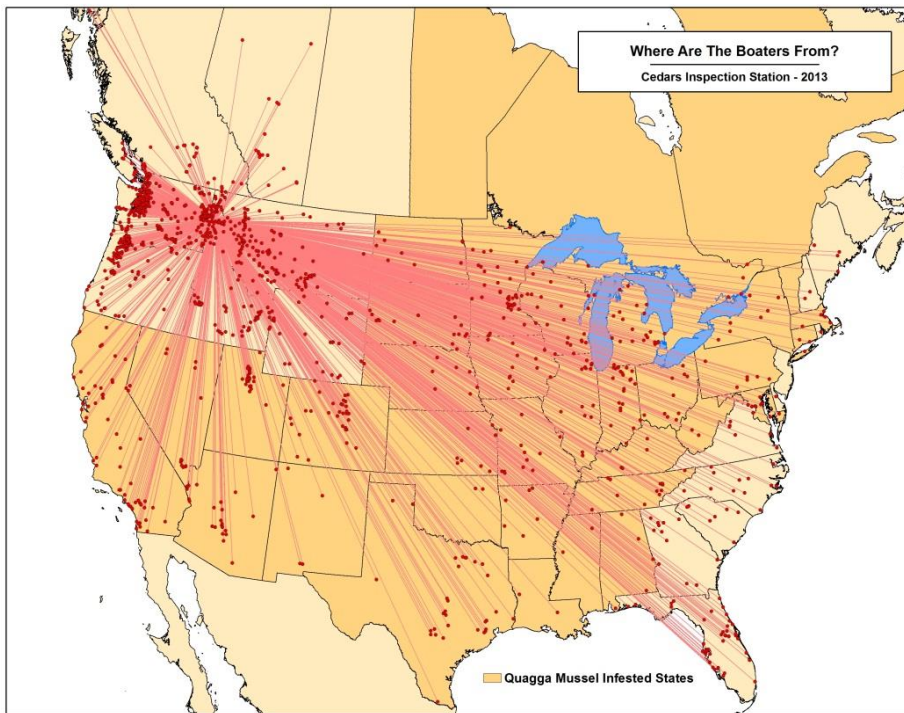 Where Are The Boaters From?
Cedars Inspection Station - 2013
Quagga Mussel Infested States